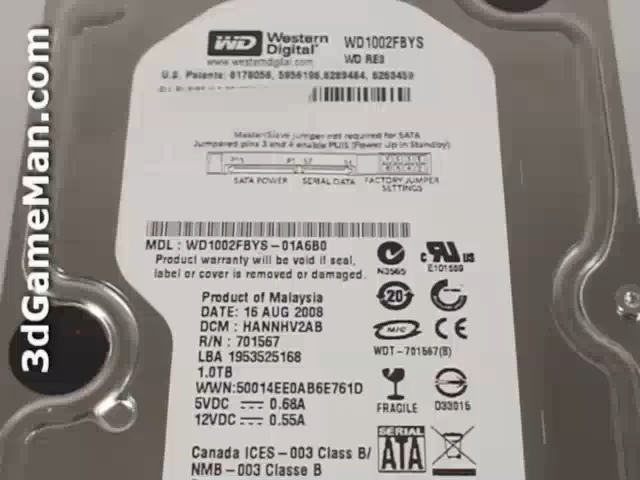 3dGameMan.com
WD Western Digital
WD1002FBYS
www.westerndigital.com
WD RE3
U.S. Patents: 6178056, 5956196, 6289484, 6263459
Master/Slave jumper not required for SATA
Jumpered pins 3 and 4 enable PUIS (Power Up in Standby)
SATA POWER SERIAL DATA FACTORY JUMPER
SETTINGS
MDL: WD1002FBYS-01A6B0
Product warranty will be void if seal,
label or cover is removed or damaged.
N3565
E101559
Product of Malaysia
DATE: 16 AUG 2008
DCM: HANNHV2AB
R/N: 701567
LBA 1953525168
1.0TB
WWN:50014EE0AB6E761D
5VDC 0.68A
12VDC 0.55A
20
MIC
CE
WDT-701567(B)
FRAGILE
D33015
SERIAL
ATA
Canada ICES-003 Class B/
NMB-003 Classe B